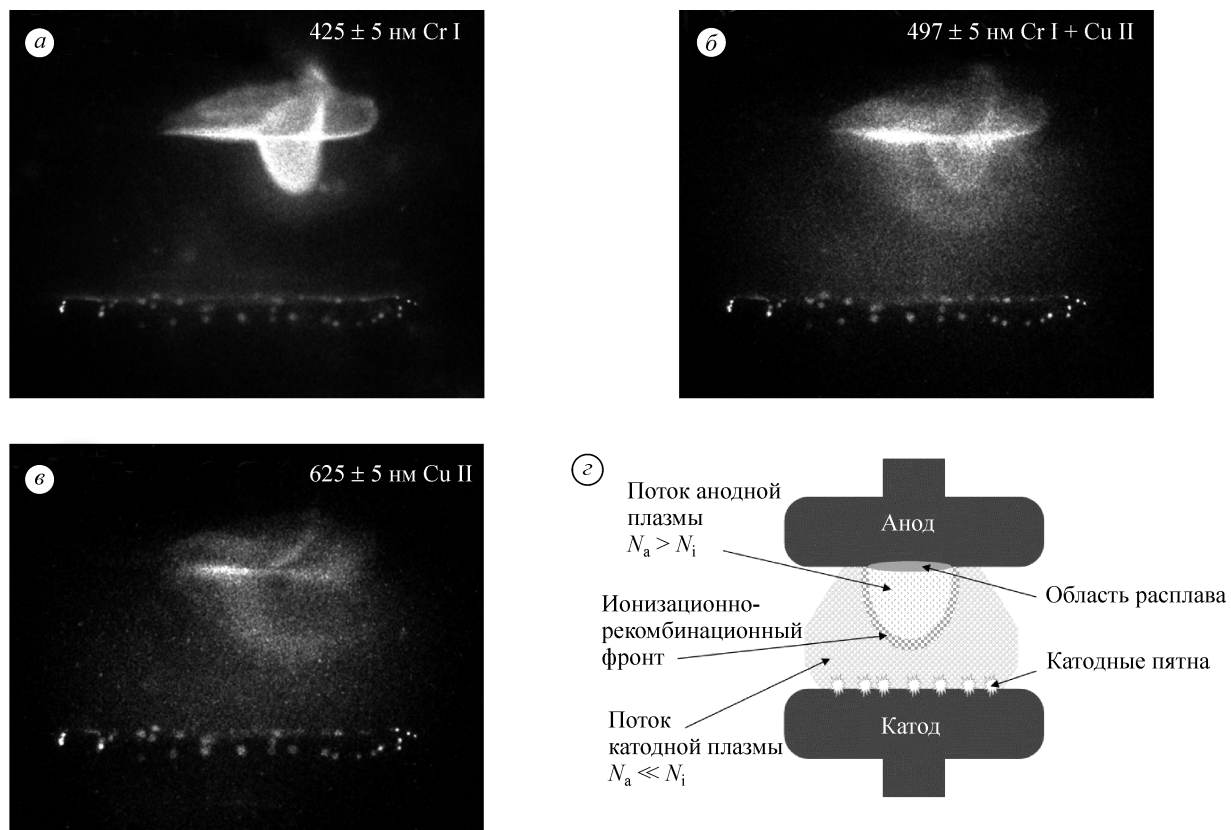 а
425 ± 5 нм Cr I
б
497 ± 5 нм Cr I + Cu II
в
625 ± 5 нм Cu II
г
Поток анодной
плазмы
Nа > Ni
Анод
Область расплава
Ионизационно-
рекомбинационный
фронт
Катодные пятна
Поток
катодной плазмы
Nа ≪ Ni
Катод